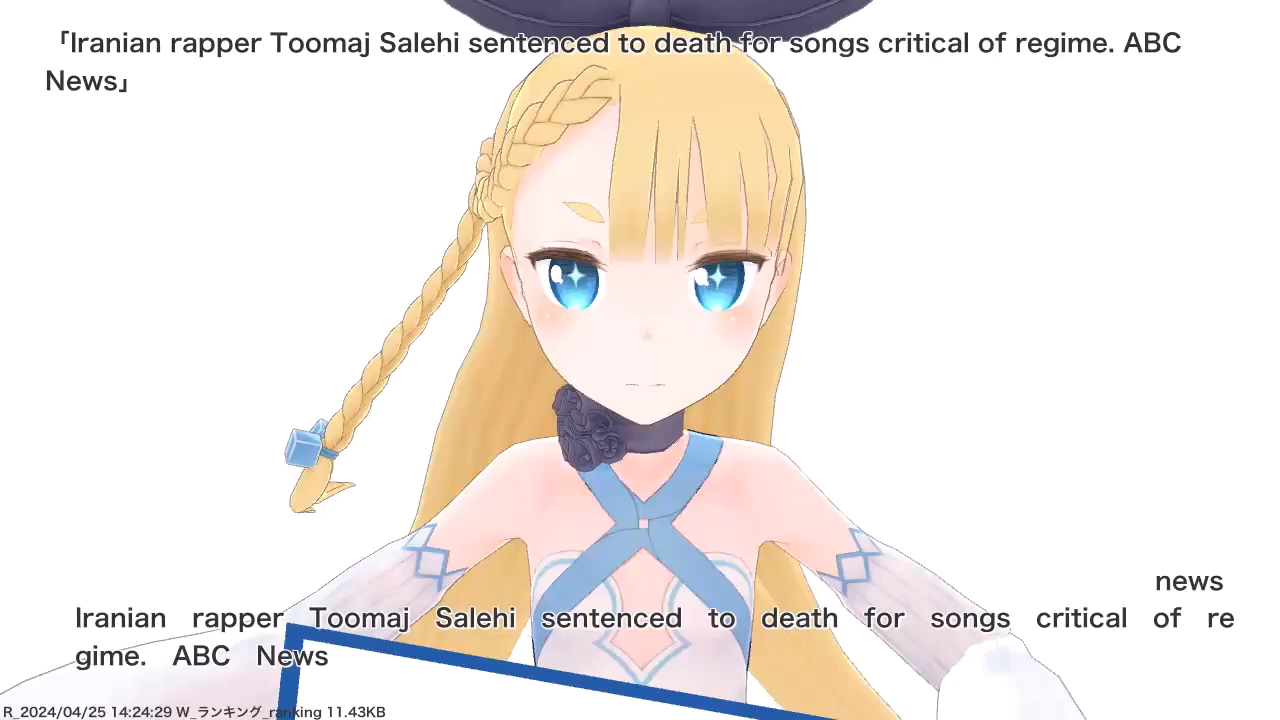 「Iranian rapper Toomaj Salehi sentenced to death for songs critical of regime. ABC
News」
news
Iranian rapper Toomaj Salehi sentenced to death for songs critical of re
gime. ABC News
R_2024/04/25 14:24:29 W_ランキング_ranking 11.43KB